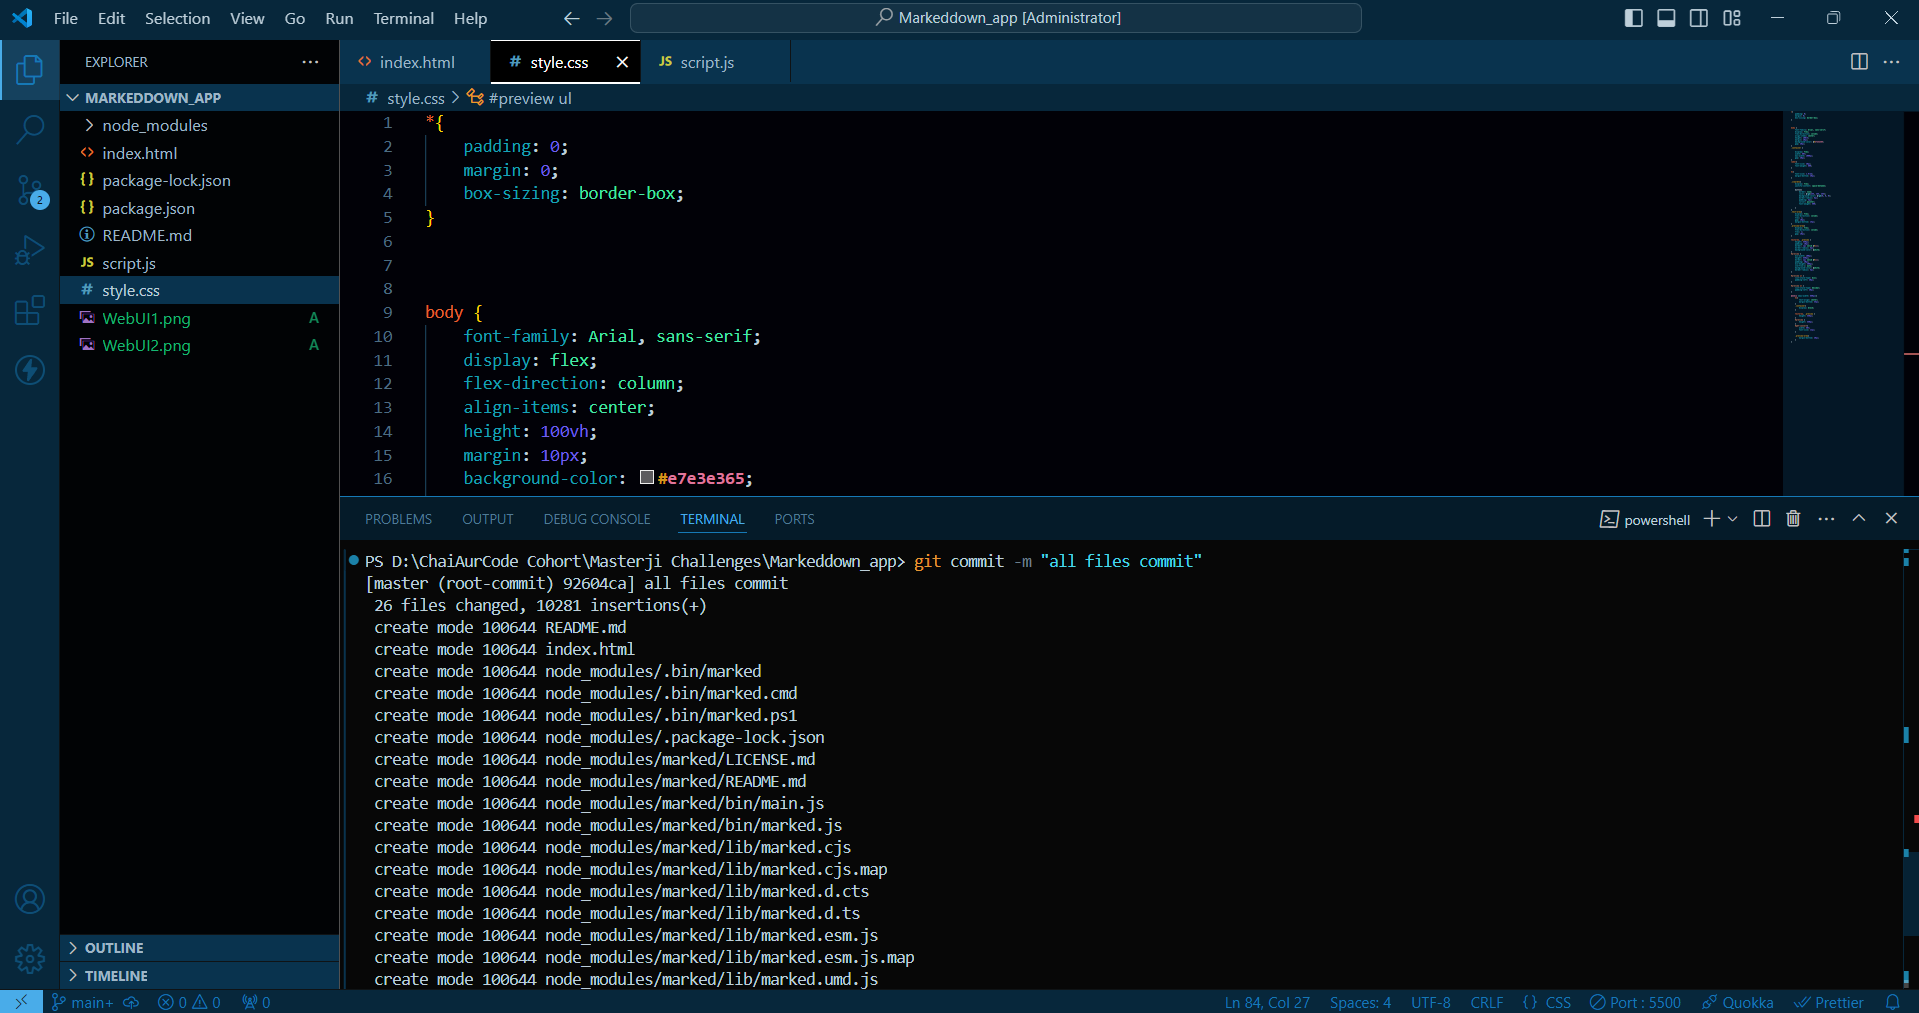 File Edit Selection View Go Run Terminal Help
Markeddown_app [Administrator]
EXPLORER
MARKEDDOWN_APP
node_modules
index.html
package-lock.json
package.json
README.md
script.js
style.css
WebUI1.png A
WebUI2.png A
OUTLINE
TIMELINE
2
index.html
# style.css
JS script.js
# style.css > #preview ul
1 *{
2 padding: 0;
3 margin: 0;
4 box-sizing: border-box;
5 }
6
7
8
9 body {
10 font-family: Arial, sans-serif;
11 display: flex;
12 flex-direction: column;
13 align-items: center;
14 height: 100vh;
15 margin: 10px;
16 background-color: #e7e3e365;
PROBLEMS OUTPUT DEBUG CONSOLE TERMINAL PORTS
powershell
PS D:\ChaiAurCode Cohort\Masterji Challenges\Markeddown_app> git commit -m "all files commit"
[master (root-commit) 92604ca] all files commit
26 files changed, 10281 insertions(+)
create mode 100644 README.md
create mode 100644 index.html
create mode 100644 node_modules/.bin/marked
create mode 100644 node_modules/.bin/marked.cmd
create mode 100644 node_modules/.bin/marked.ps1
create mode 100644 node_modules/.package-lock.json
create mode 100644 node_modules/marked/LICENSE.md
create mode 100644 node_modules/marked/README.md
create mode 100644 node_modules/marked/bin/main.js
create mode 100644 node_modules/marked/bin/marked.js
create mode 100644 node_modules/marked/lib/marked.cjs
create mode 100644 node_modules/marked/lib/marked.cjs.map
create mode 100644 node_modules/marked/lib/marked.d.cts
create mode 100644 node_modules/marked/lib/marked.d.ts
create mode 100644 node_modules/marked/lib/marked.esm.js
create mode 100644 node_modules/marked/lib/marked.esm.js.map
create mode 100644 node_modules/marked/lib/marked.umd.js
main+ 0 0 0 Ln 84, Col 27 Spaces: 4 UTF-8 CRLF {} CSS Port : 5500 Quokka Prettier